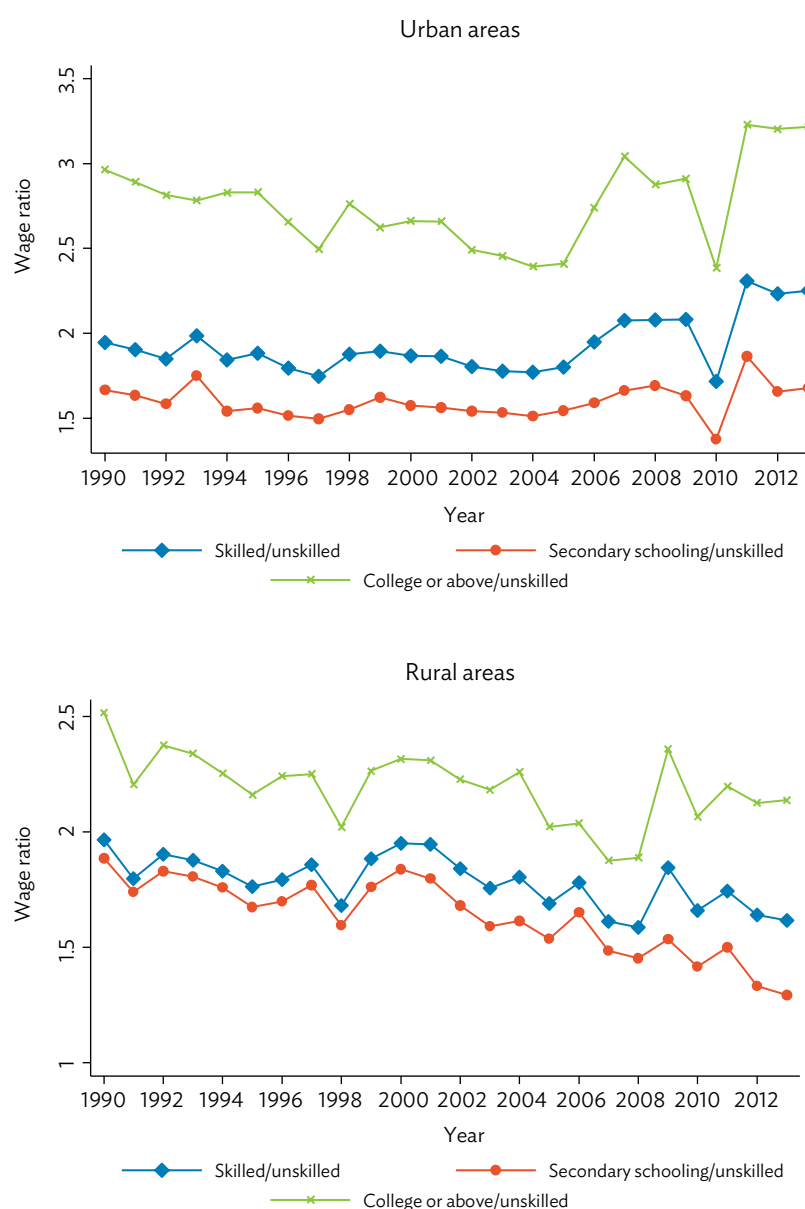 Urban areas
3.5
3
2.5
2
1.5
Wage ratio
1990 1992 1994 1996 1998 2000 2002 2004 2006 2008 2010 2012
Year
Skilled/unskilled Secondary schooling/unskilled
College or above/unskilled
Rural areas
2.5
2
1.5
1
Wage ratio
1990 1992 1994 1996 1998 2000 2002 2004 2006 2008 2010 2012
Year
Skilled/unskilled Secondary schooling/unskilled
College or above/unskilled